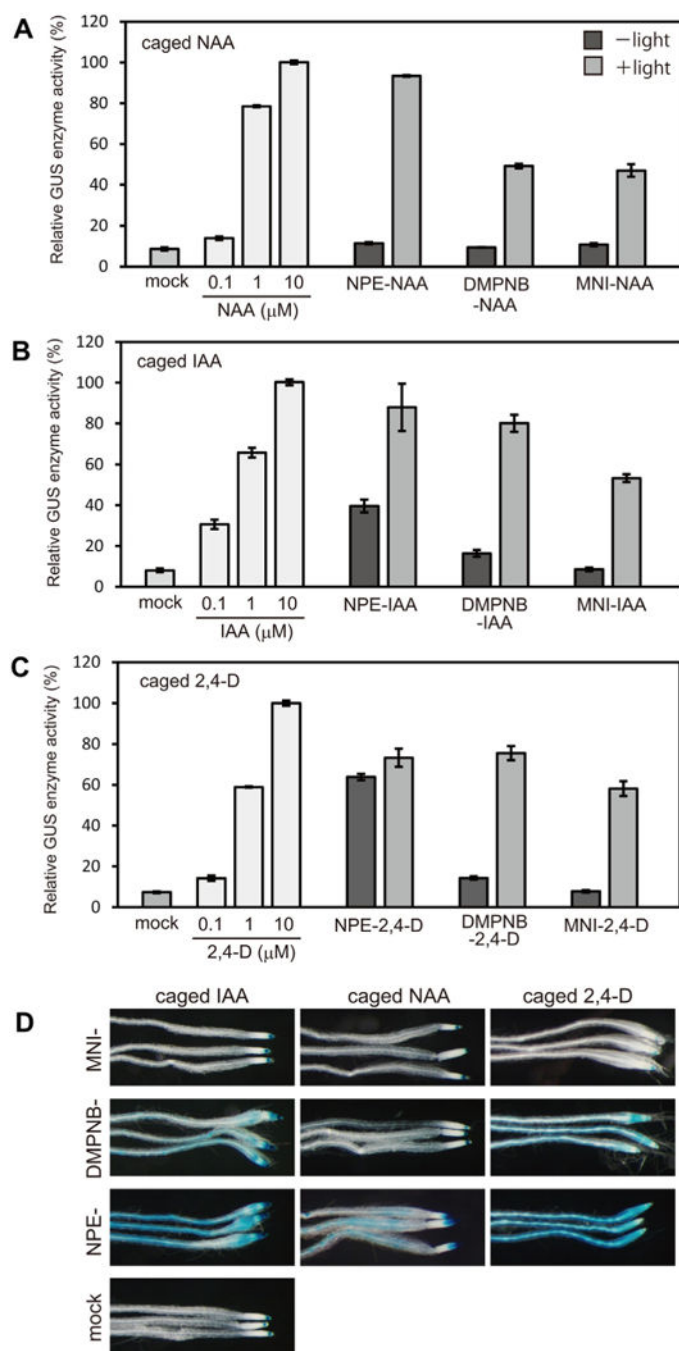 A
caged NAA
−light
+light
Relative GUS enzyme activity (%)
120
100
80
60
40
20
0
mock
0.1 1 10
NAA (μM)
NPE-NAA
DMPNB
-NAA
MNI-NAA
B
caged IAA
Relative GUS enzyme activity (%)
120
100
80
60
40
20
0
mock
0.1 1 10
IAA (μM)
NPE-IAA
DMPNB
-IAA
MNI-IAA
C
caged 2,4-D
Relative GUS enzyme activity (%)
120
100
80
60
40
20
0
mock
0.1 1 10
2,4-D (μM)
NPE-2,4-D
DMPNB
-2,4-D
MNI-2,4-D
D
caged IAA caged NAA caged 2,4-D
MNI-
DMPNB-
NPE-
mock